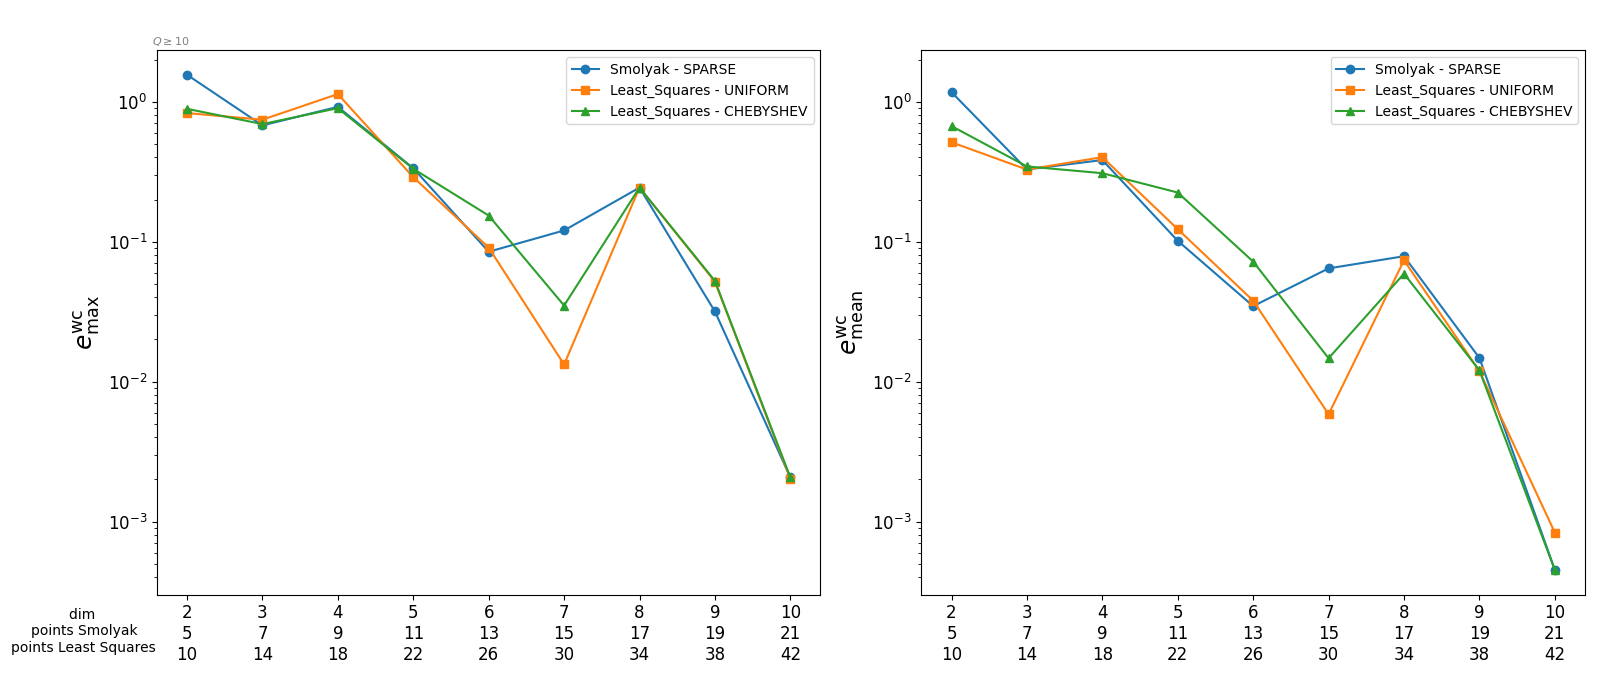 Q ≥ 10
Smolyak - SPARSE
Least_Squares - UNIFORM
Least_Squares - CHEBYSHEV
10⁰
10⁻¹
10⁻²
10⁻³
e^wc_max
dim
points Smolyak
points Least Squares
2 3 4 5 6 7 8 9 10
5 7 9 11 13 15 17 19 21
10 14 18 22 26 30 34 38 42
Smolyak - SPARSE
Least_Squares - UNIFORM
Least_Squares - CHEBYSHEV
10⁰
10⁻¹
10⁻²
10⁻³
e^wc_mean
2 3 4 5 6 7 8 9 10
5 7 9 11 13 15 17 19 21
10 14 18 22 26 30 34 38 42